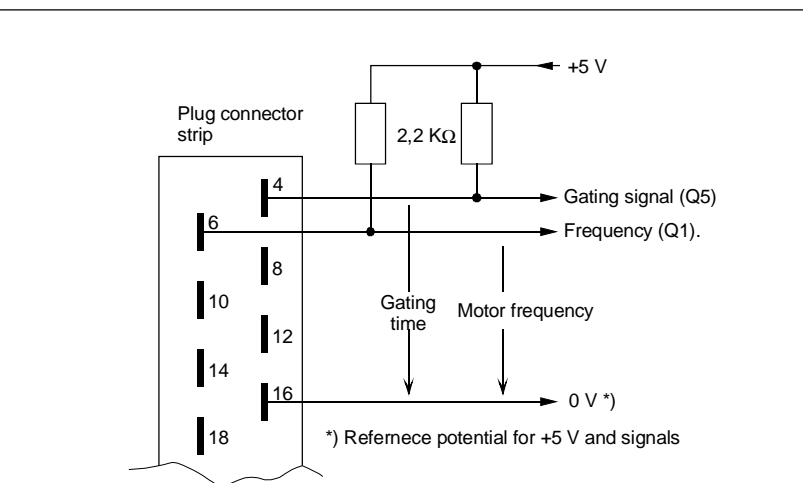 +5 V
Plug connector
strip
2,2 KΩ
4
Gating signal (Q5)
6
Frequency (Q1).
8
10
Gating
time
Motor frequency
12
14
16
0 V *)
18
*) Refernece potential for +5 V and signals